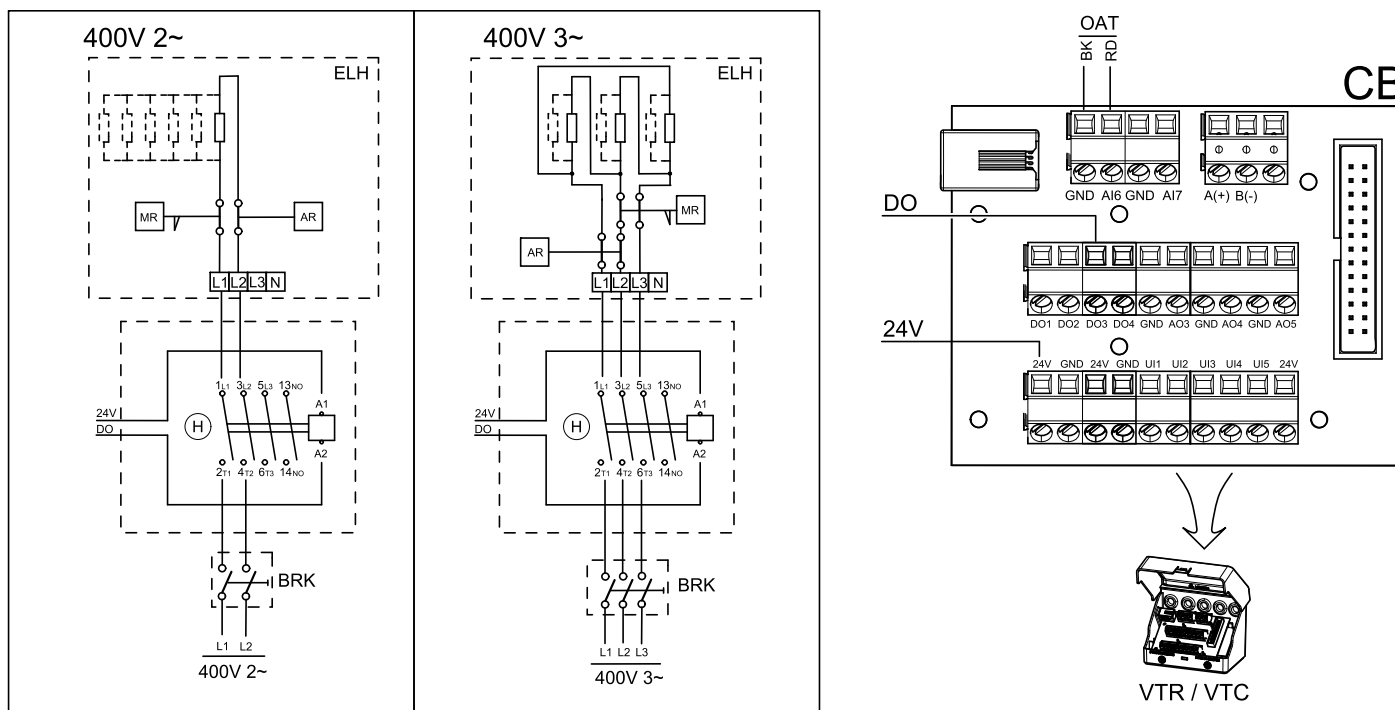 400V 2~
ELH
MR
AR
L1 L2 L3 N
1L1 3L2 5L3 13NO
A1
24V
DO
H
A2
2T1 4T2 6T3 14NO
BRK
L1 L2
400V 2~
400V 3~
ELH
MR
AR
L1 L2 L3 N
1L1 3L2 5L3 13NO
A1
24V
DO
H
A2
2T1 4T2 6T3 14NO
BRK
L1 L2 L3
400V 3~
OAT
BK RD
CB
GND AI6 GND AI7
A(+) B(-)
DO
DO1 DO2 DO3 DO4 GND AO3 GND AO4 GND AO5
24V
24V GND 24V GND UI1 UI2 UI3 UI4 UI5 24V
VTR / VTC